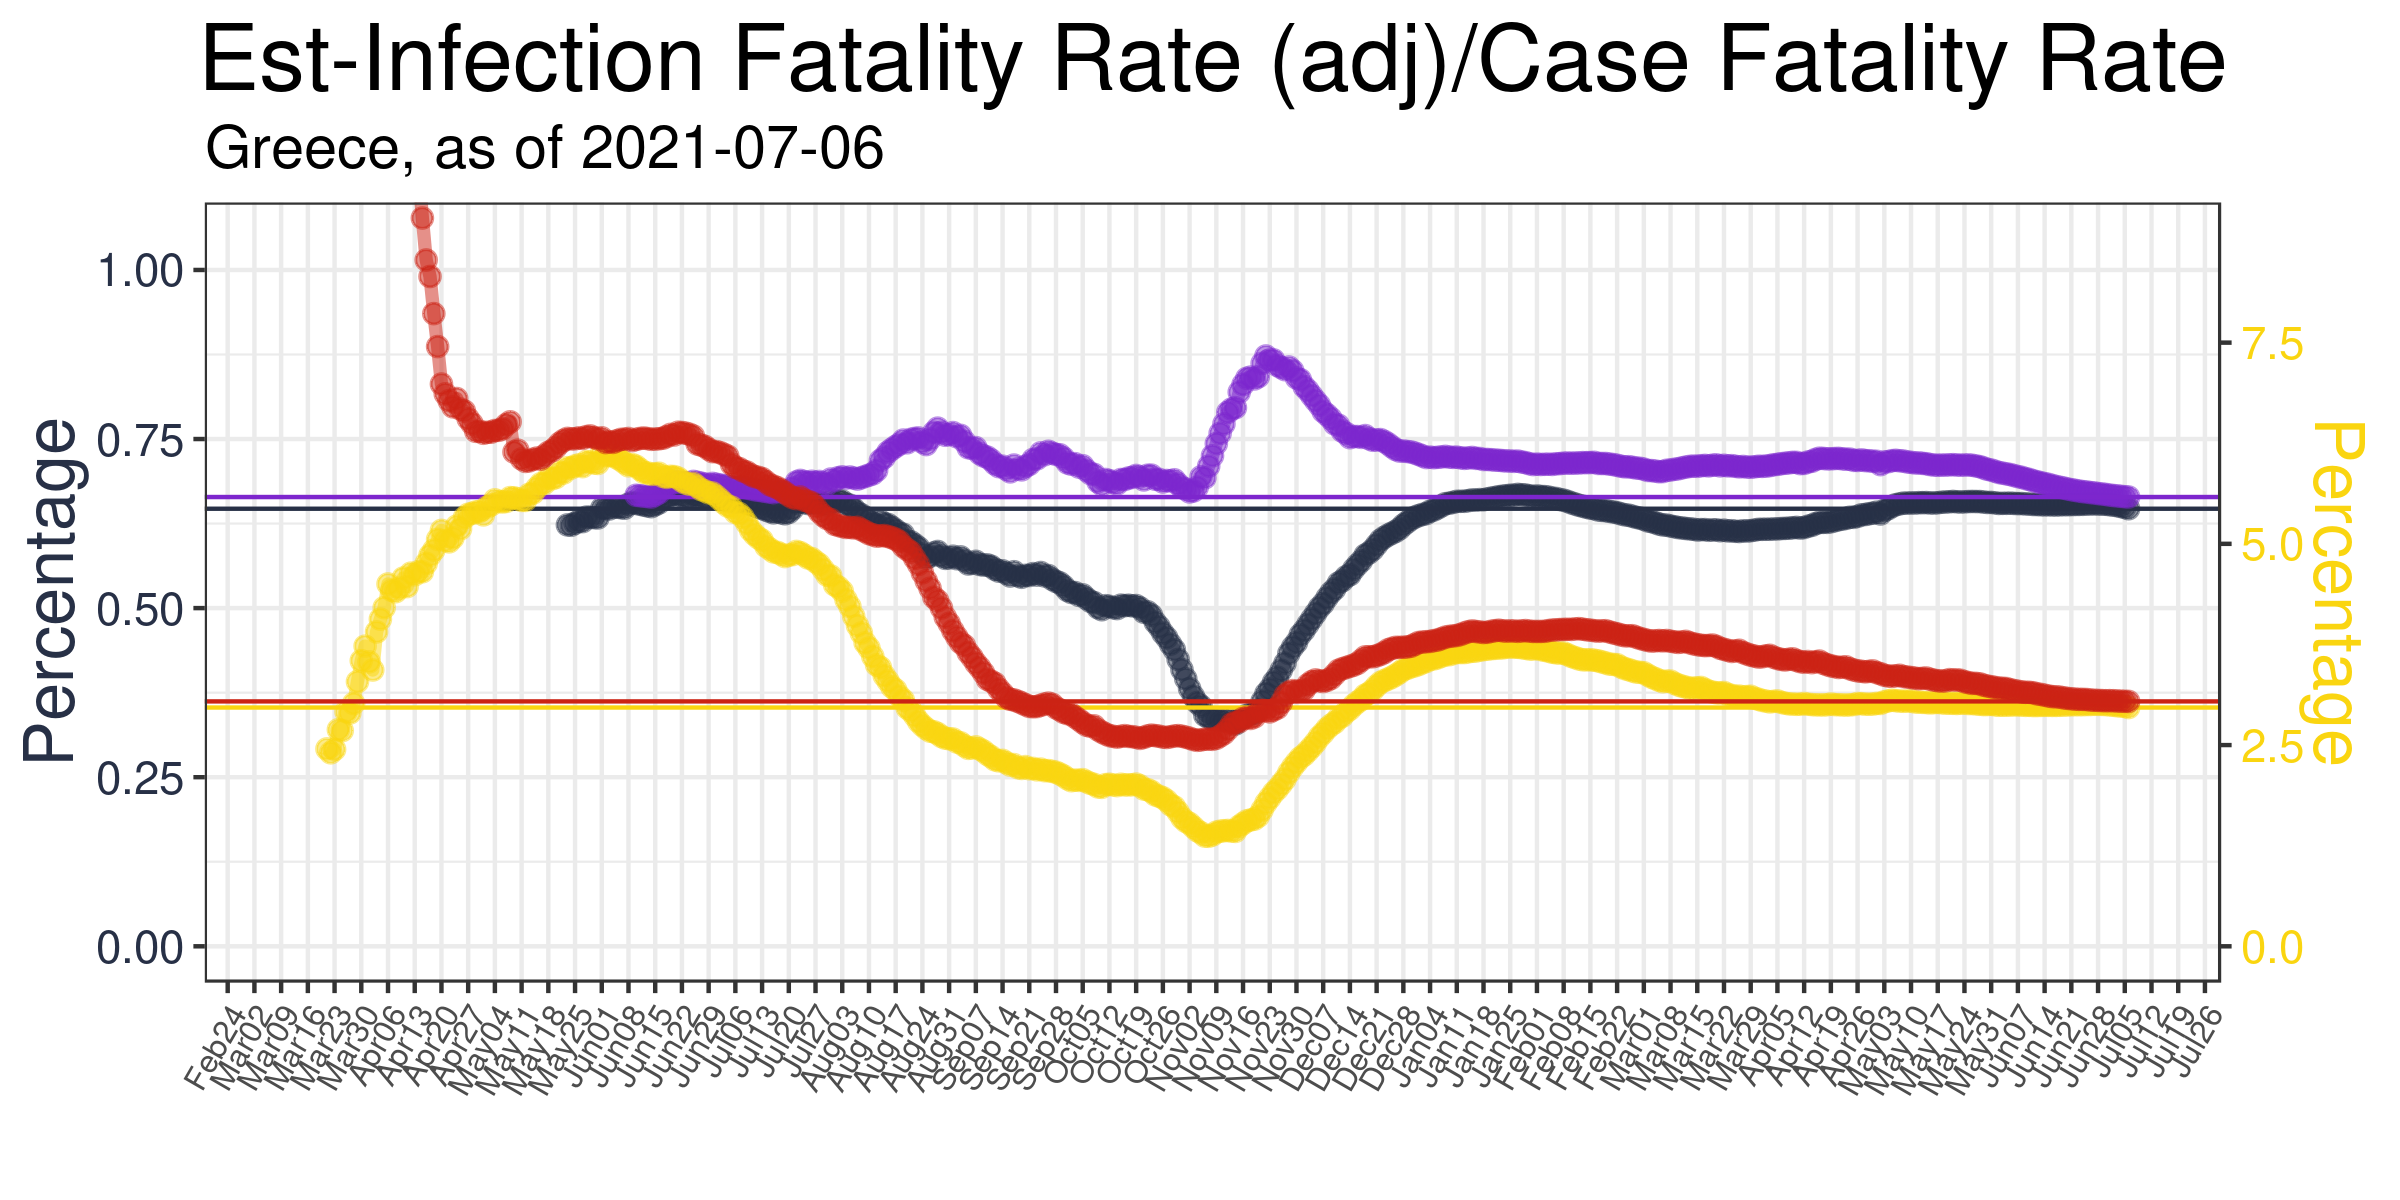 Est-Infection Fatality Rate (adj)/Case Fatality Rate
Greece, as of 2021-07-06
Percentage
1.00
0.75
0.50
0.25
0.00
7.5
5.0
2.5
0.0
Percentage
Feb24
Mar02
Mar09
Mar16
Mar23
Mar30
Apr06
Apr13
Apr20
Apr27
May04
May11
May18
May25
Jun01
Jun08
Jun15
Jun22
Jun29
Jul06
Jul13
Jul20
Jul27
Aug03
Aug10
Aug17
Aug24
Aug31
Sep07
Sep14
Sep21
Sep28
Oct05
Oct12
Oct19
Oct26
Nov02
Nov09
Nov16
Nov23
Nov30
Dec07
Dec14
Dec21
Dec28
Jan04
Jan11
Jan18
Jan25
Feb01
Feb08
Feb15
Feb22
Mar01
Mar08
Mar15
Mar22
Mar29
Apr05
Apr12
Apr19
Apr26
May03
May10
May17
May24
May31
Jun07
Jun14
Jun21
Jun28
Jul05
Jul12
Jul19
Jul26